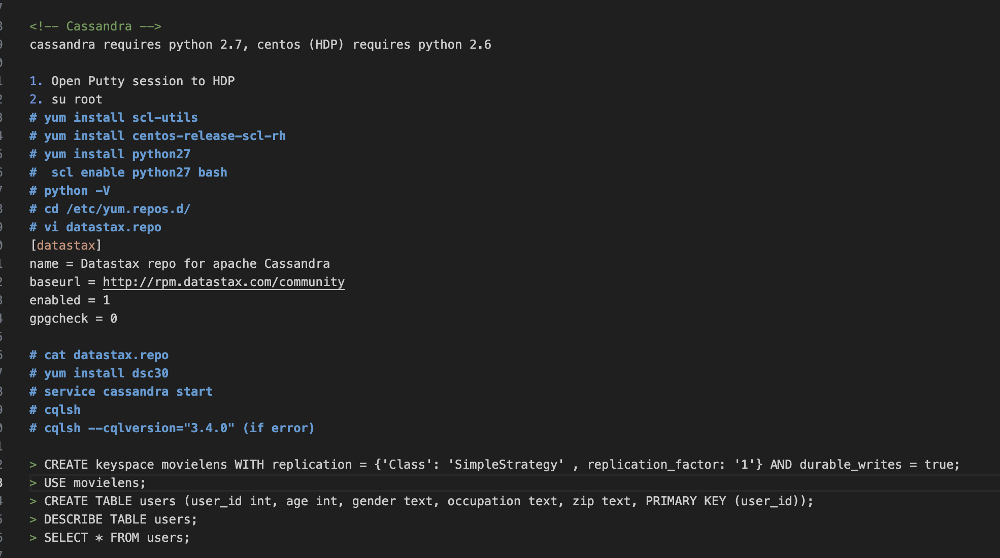 <!-- Cassandra -->
cassandra requires python 2.7, centos (HDP) requires python 2.6
1. Open Putty session to HDP
2. su root
# yum install scl-utils
# yum install centos-release-scl-rh
# yum install python27
#  scl enable python27 bash
# python -V
# cd /etc/yum.repos.d/
# vi datastax.repo
[datastax]
name = Datastax repo for apache Cassandra
baseurl = http://rpm.datastax.com/community
enabled = 1
gpgcheck = 0
# cat datastax.repo
# yum install dsc30
# service cassandra start
# cqlsh
# cqlsh --cqlversion="3.4.0" (if error)
> CREATE keyspace movielens WITH replication = {'Class': 'SimpleStrategy' , replication_factor: '1'} AND durable_writes = true;
> USE movielens;
> CREATE TABLE users (user_id int, age int, gender text, occupation text, zip text, PRIMARY KEY (user_id));
> DESCRIBE TABLE users;
> SELECT * FROM users;